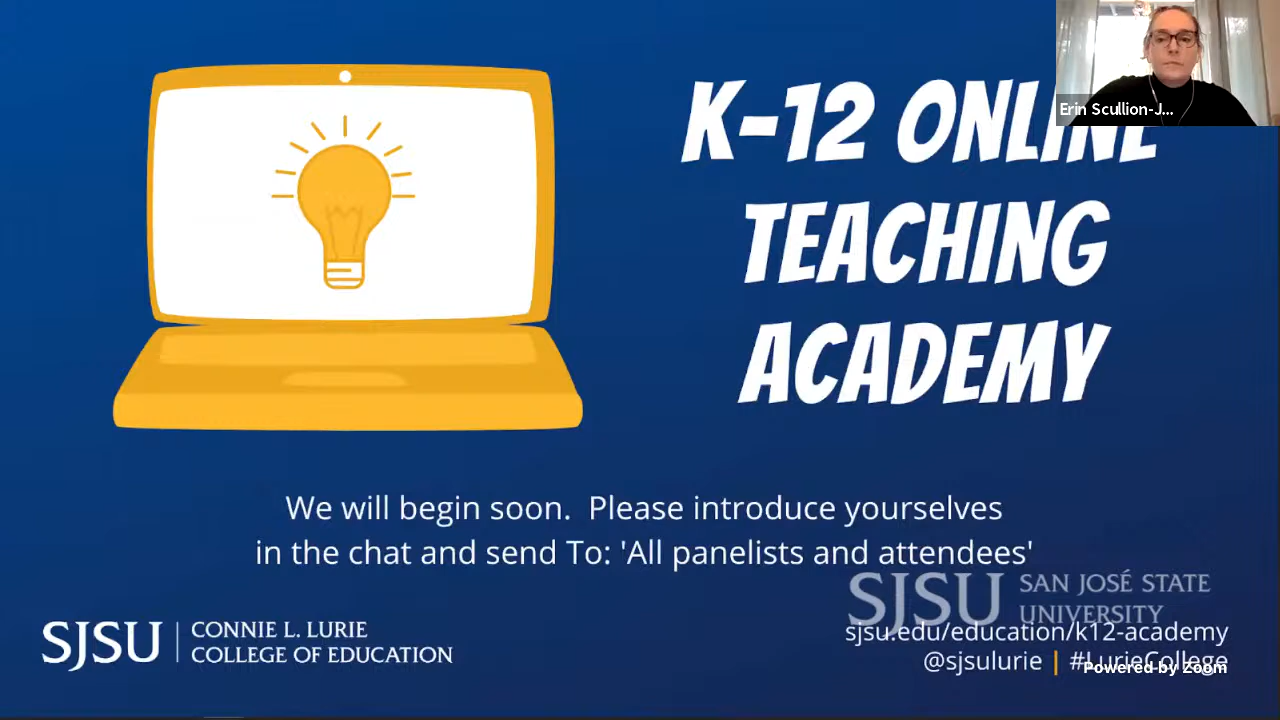 K-12 ONLINE
TEACHING
ACADEMY
Erin Scullion-J...
We will begin soon.  Please introduce yourselves
in the chat and send To: 'All panelists and attendees'
SJSU
CONNIE L. LURIE
COLLEGE OF EDUCATION
SJSU
SAN JOSÉ STATE
UNIVERSITY
sjsu.edu/education/k12-academy
@sjsulurie | #LurieCollege
Powered by Zoom